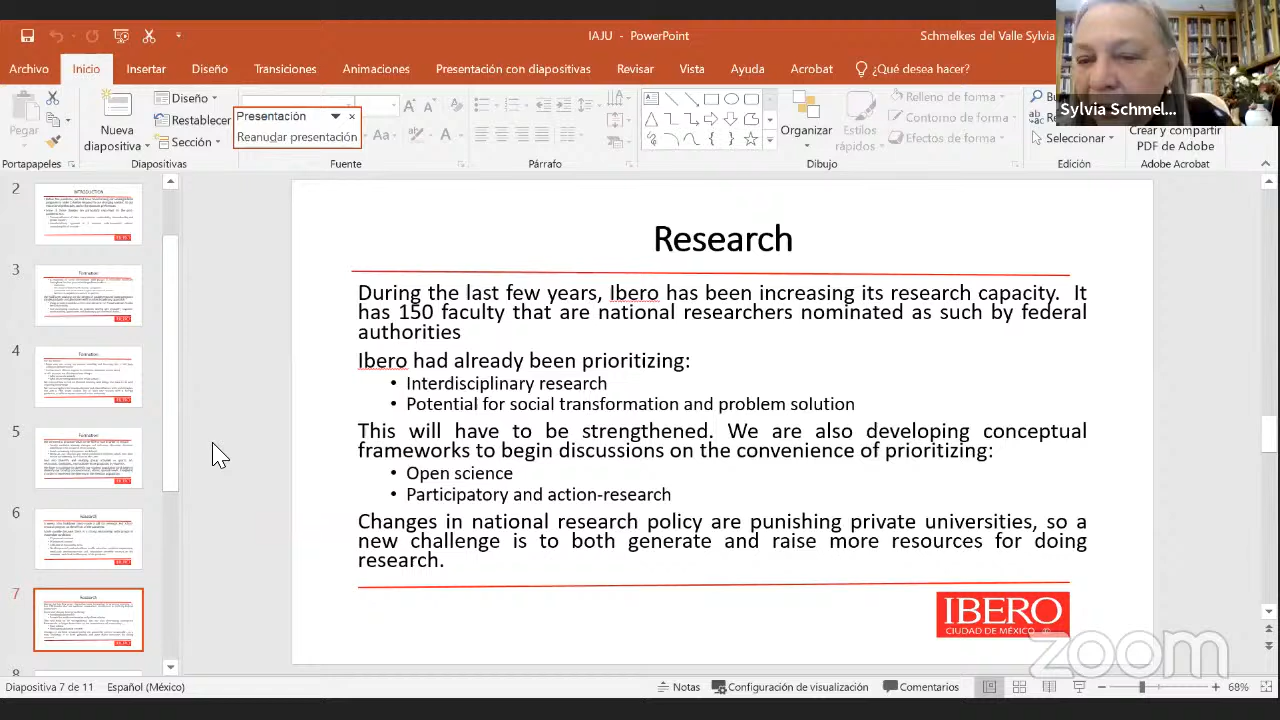 IAJU - PowerPoint
Schmelkes del Valle Sylvia
Archivo
Inicio
Insertar
Diseño
Transiciones
Animaciones
Presentación con diapositivas
Revisar
Vista
Ayuda
Acrobat
¿Qué desea hacer?
Sylvia Schmel...
Pegar
Nueva
diapositiva
Diseño
Restablecer
Sección
Presentación
Reanudar presentación
Organizar
Estilos
rápidos
Relleno de forma
Contorno de forma
Efectos de forma
Seleccionar
Crear y compartir
PDF de Adobe
Portapapeles
Diapositivas
Fuente
Párrafo
Dibujo
Edición
Adobe Acrobat
2
3
4
5
6
7
8
Research
During the last few years, Ibero has been increasing its research capacity. It
has 150 faculty that are national researchers nominated as such by federal
authorities
Ibero had already been prioritizing:
• Interdisciplinary research
• Potential for social transformation and problem solution
This will have to be strengthened. We are also developing conceptual
frameworks to begin discussions on the convenience of prioritizing:
• Open science
• Participatory and action-research
Changes in national research policy are punishing private universities, so a
new challenge is to both generate and raise more resources for doing
research.
IBERO
CIUDAD DE MÉXICO
zoom
Diapositiva 7 de 11
Español (México)
Notas
Configuración de visualización
Comentarios
68%